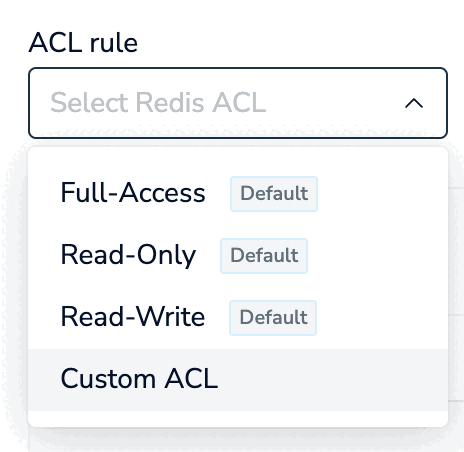 ACL rule
Select Redis ACL
Full-Access Default
Read-Only Default
Read-Write Default
Custom ACL